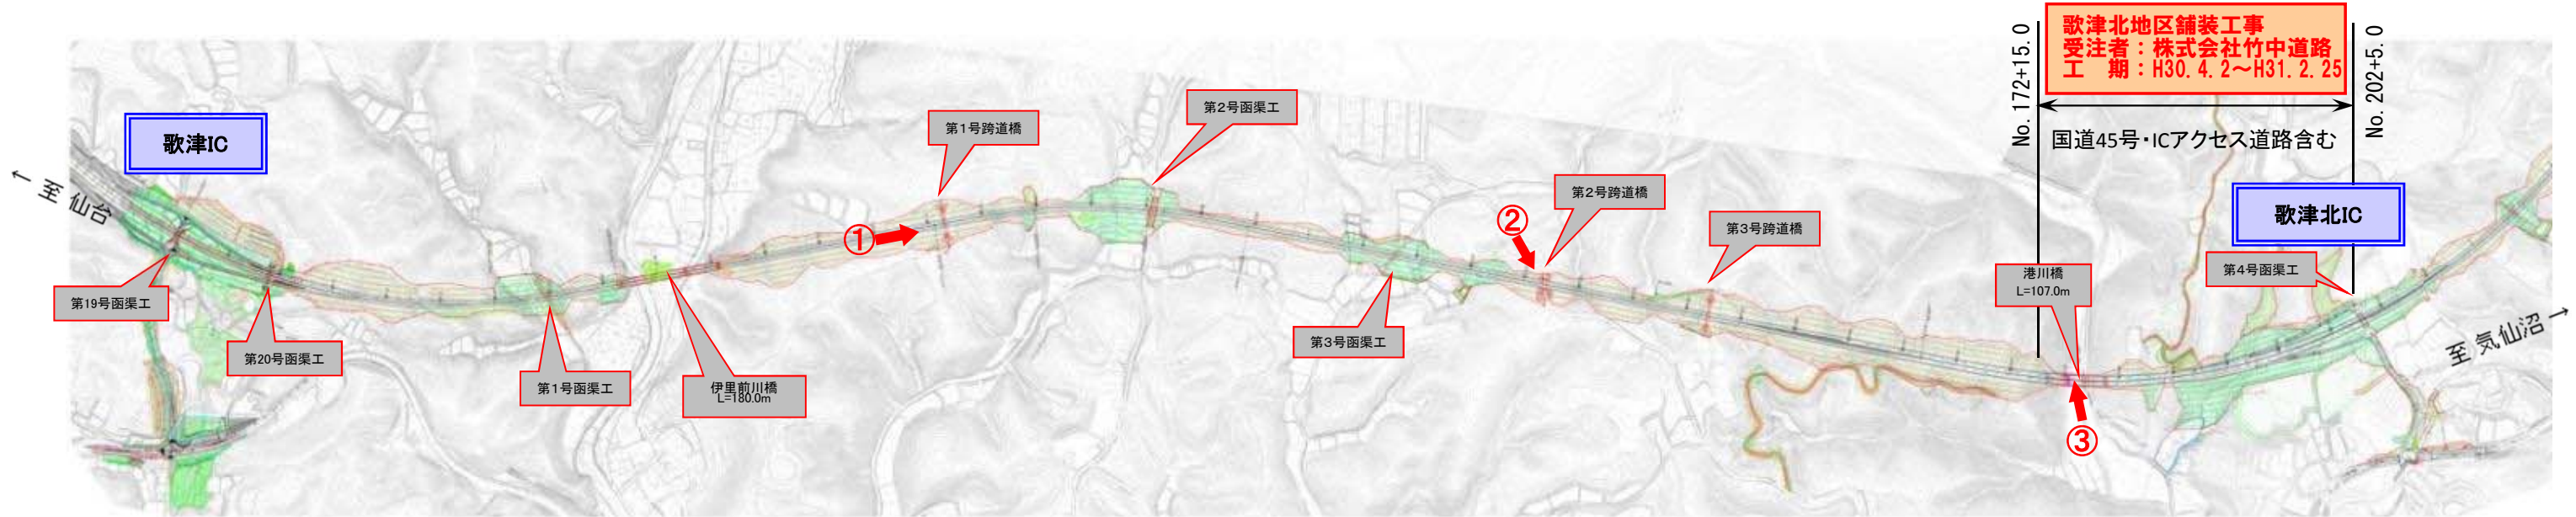 歌津北地区舗装工事
受注者：株式会社竹中道路
工　期：H30.4.2～H31.2.25
No.172+15.0
No.202+5.0
国道45号・ICアクセス道路含む
歌津IC
← 至 仙台
第19号函渠工
第20号函渠工
第1号函渠工
伊里前川橋
L=180.0m
①
第1号跨道橋
第2号函渠工
第3号函渠工
②
第2号跨道橋
第3号跨道橋
港川橋
L=107.0m
③
歌津北IC
第4号函渠工
至 気仙沼 →